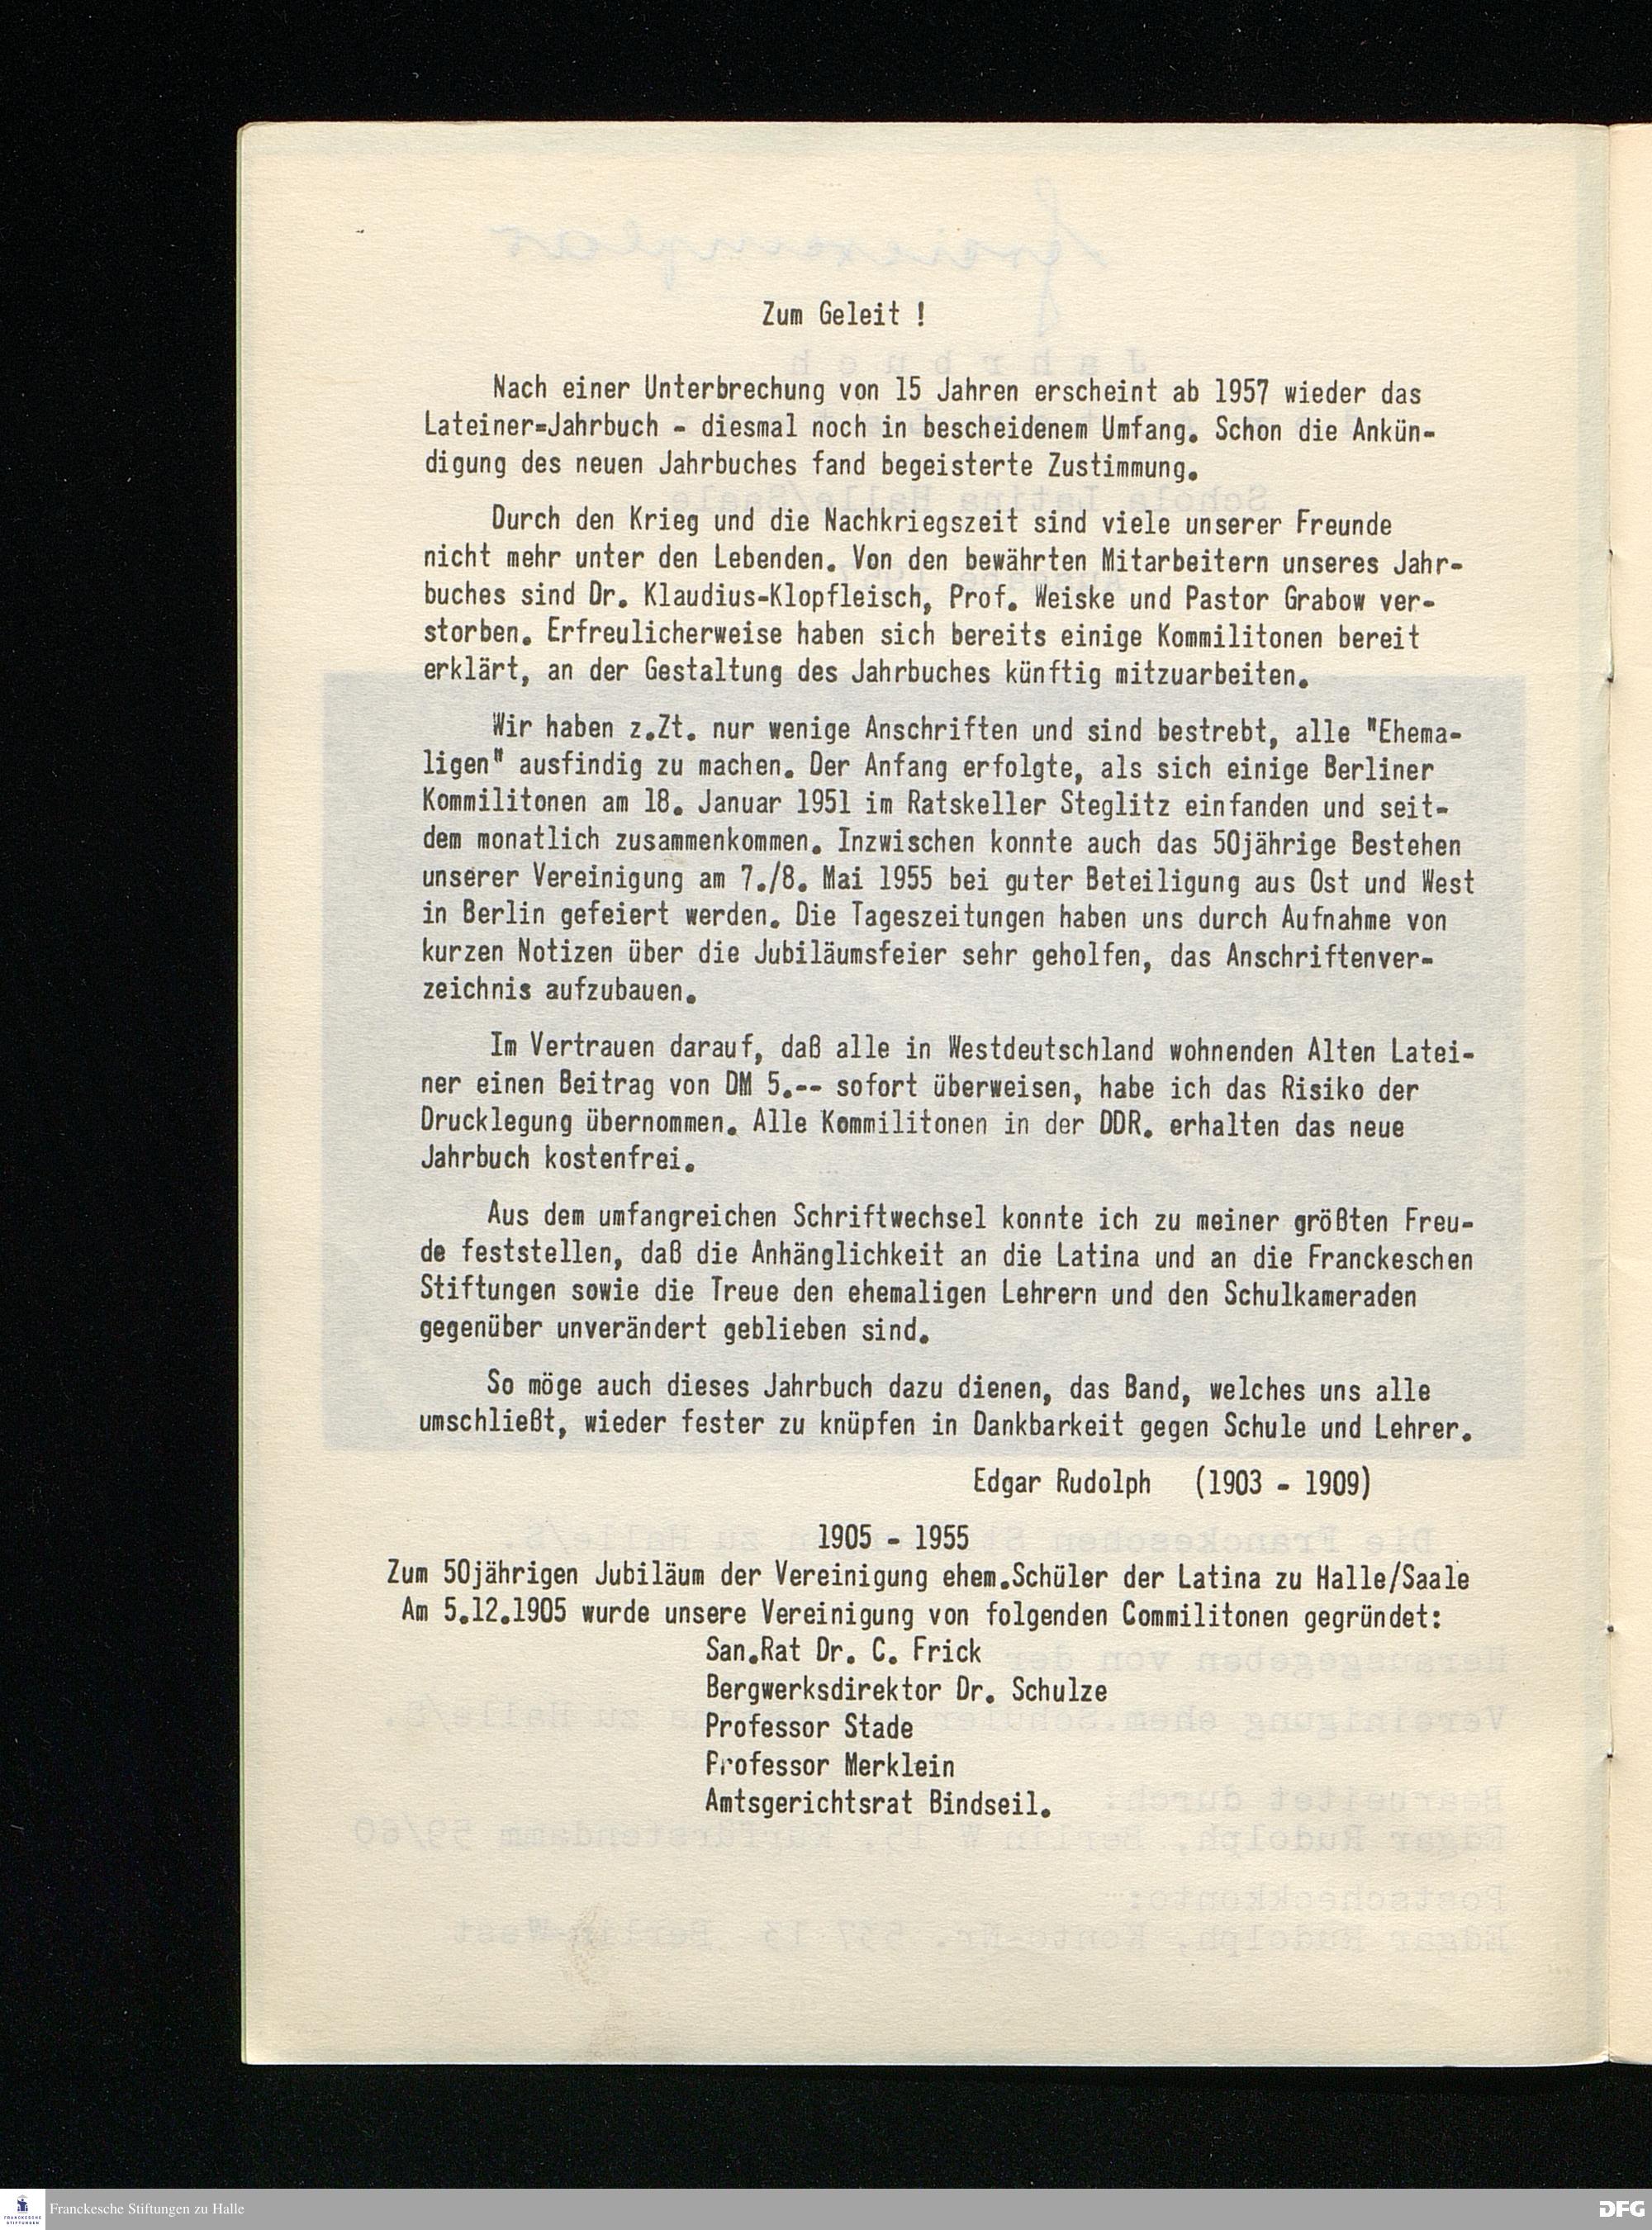 Zum Geleit !
Nach einer Unterbrechung von 15 Jahren erscheint ab 1957 wieder das
Lateiner=Jahrbuch - diesmal noch in bescheidenem Umfang. Schon die Ankün-
digung des neuen Jahrbuches fand begeisterte Zustimmung.
Durch den Krieg und die Nachkriegszeit sind viele unserer Freunde
nicht mehr unter den Lebenden. Von den bewährten Mitarbeitern unseres Jahr-
buches sind Dr. Klaudius-Klopfleisch, Prof. Weiske und Pastor Grabow ver-
storben. Erfreulicherweise haben sich bereits einige Kommilitonen bereit
erklärt, an der Gestaltung des Jahrbuches künftig mitzuarbeiten.
Wir haben z.Zt. nur wenige Anschriften und sind bestrebt, alle "Ehema-
ligen" ausfindig zu machen. Der Anfang erfolgte, als sich einige Berliner
Kommilitonen am 18. Januar 1951 im Ratskeller Steglitz einfanden und seit-
dem monatlich zusammenkommen. Inzwischen konnte auch das 50jährige Bestehen
unserer Vereinigung am 7./8. Mai 1955 bei guter Beteiligung aus Ost und West
in Berlin gefeiert werden. Die Tageszeitungen haben uns durch Aufnahme von
kurzen Notizen über die Jubiläumsfeier sehr geholfen, das Anschriftenver-
zeichnis aufzubauen.
Im Vertrauen darauf, daß alle in Westdeutschland wohnenden Alten Latei-
ner einen Beitrag von DM 5.-- sofort überweisen, habe ich das Risiko der
Drucklegung übernommen. Alle Kommilitonen in der DDR. erhalten das neue
Jahrbuch kostenfrei.
Aus dem umfangreichen Schriftwechsel konnte ich zu meiner größten Freu-
de feststellen, daß die Anhänglichkeit an die Latina und an die Franckeschen
Stiftungen sowie die Treue den ehemaligen Lehrern und den Schulkameraden
gegenüber unverändert geblieben sind.
So möge auch dieses Jahrbuch dazu dienen, das Band, welches uns alle
umschließt, wieder fester zu knüpfen in Dankbarkeit gegen Schule und Lehrer.
Edgar Rudolph (1903 - 1909)
1905 - 1955
Zum 50jährigen Jubiläum der Vereinigung ehem.Schüler der Latina zu Halle/Saale
Am 5.12.1905 wurde unsere Vereinigung von folgenden Commilitonen gegründet:
San.Rat Dr. C. Frick
Bergwerksdirektor Dr. Schulze
Professor Stade
Professor Merklein
Amtsgerichtsrat Bindseil.
FRANCKESCHE
STIFTUNGEN
Franckesche Stiftungen zu Halle
DFG